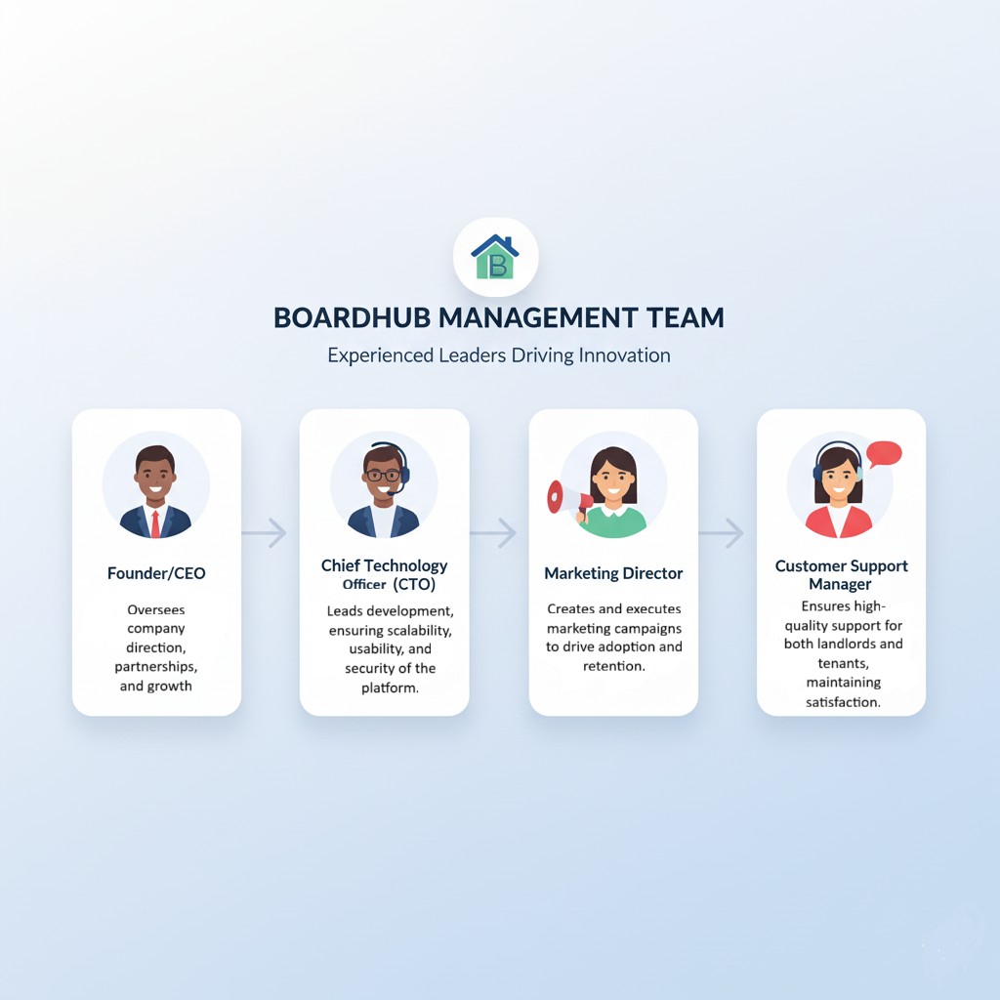 B
BOARDHUB MANAGEMENT TEAM
Experienced Leaders Driving Innovation
Founder/CEO
Oversees
company
direction,
partnerships,
and growth
Chief Technology
Officer (CTO)
Leads development,
ensuring scalability,
usability, and
security of the
platform.
Marketing Director
Creates and executes
marketing campaigns
to drive adoption and
retention.
Customer Support
Manager
Ensures high-
quality support for
both landlords and
tenants,
maintaining
satisfaction.